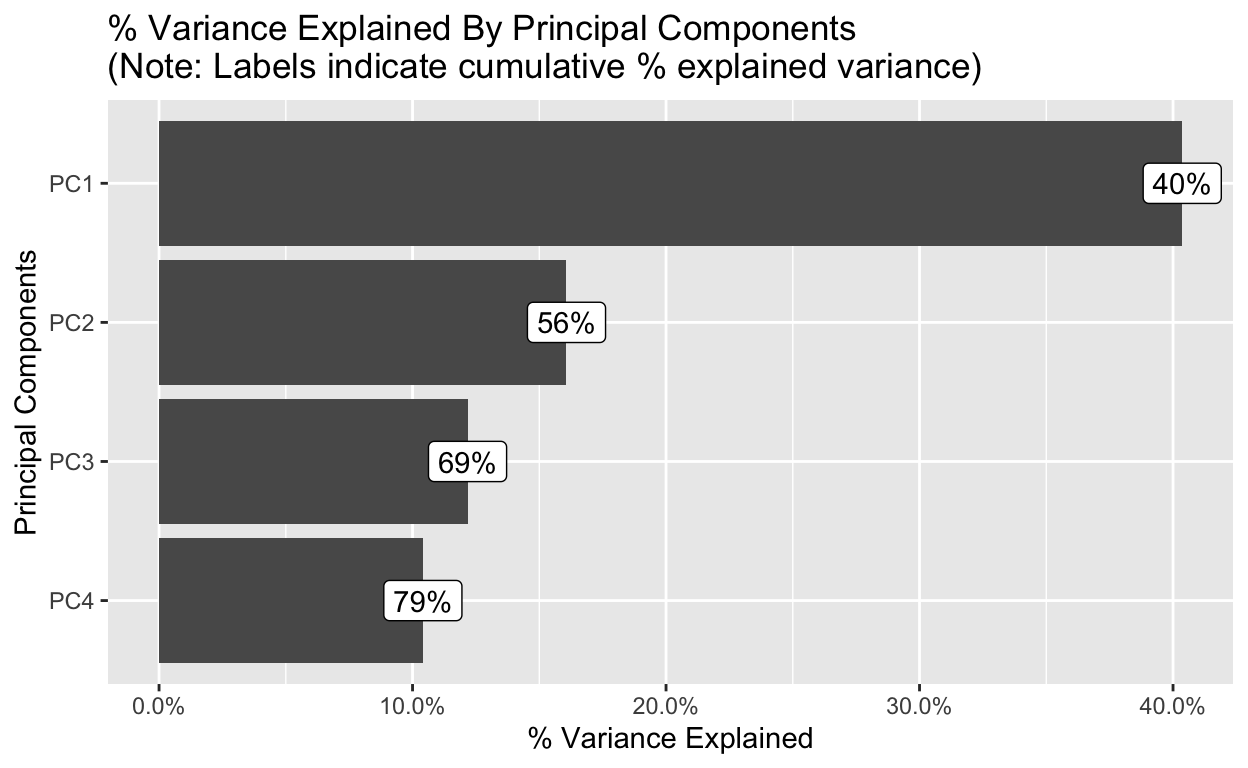 % Variance Explained By Principal Components
(Note: Labels indicate cumulative % explained variance)
Principal Components
PC1
40%
PC2
56%
PC3
69%
PC4
79%
0.0%
10.0%
20.0%
30.0%
40.0%
% Variance Explained